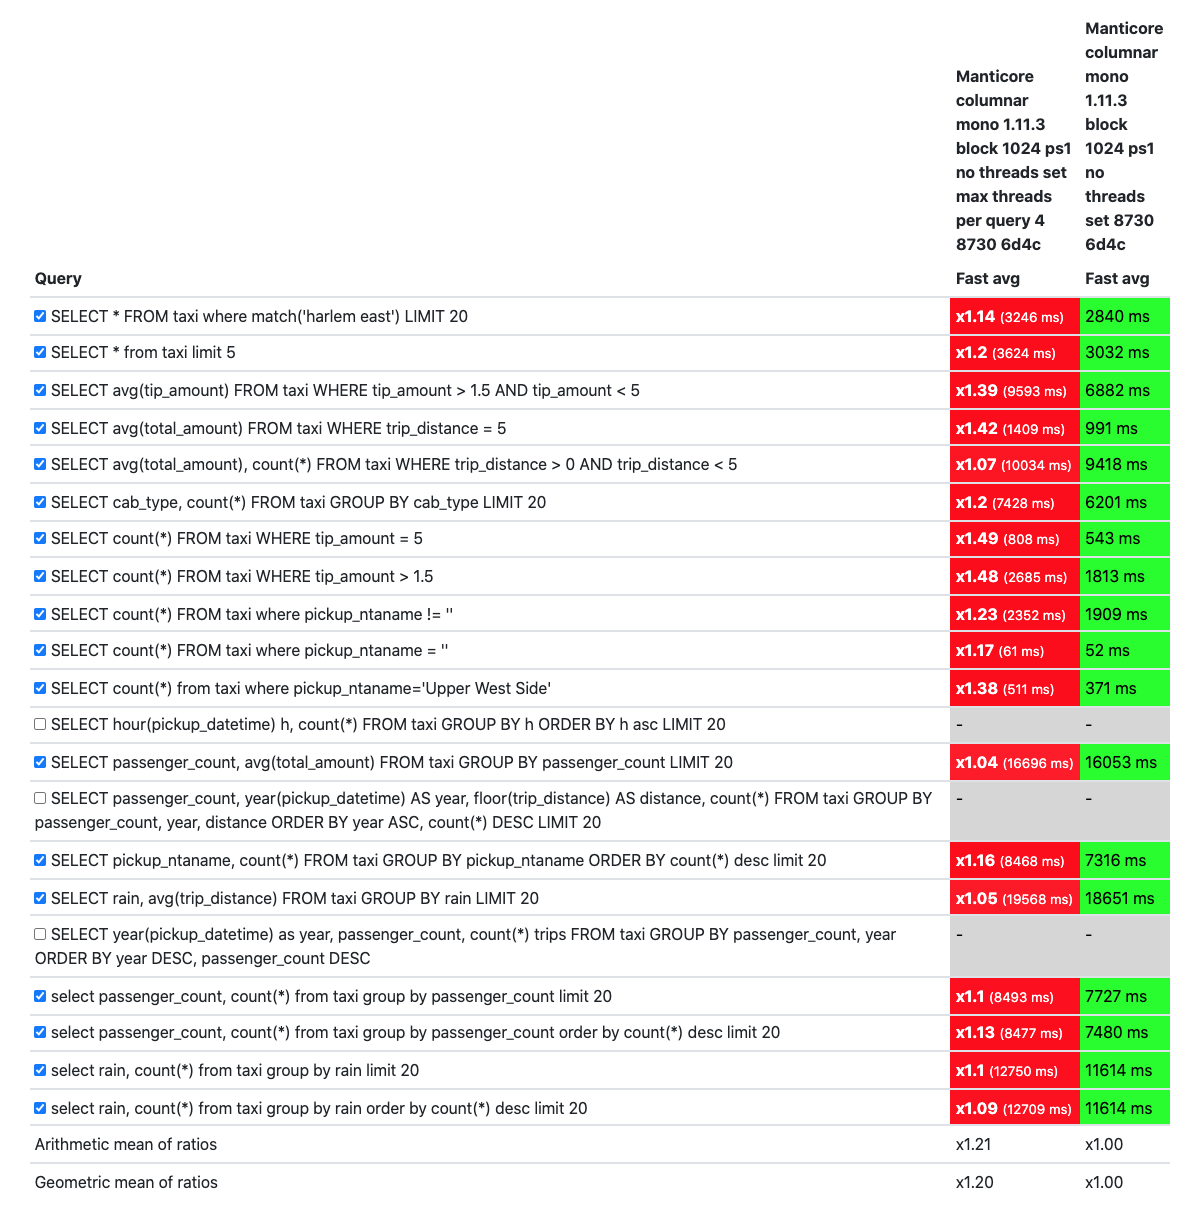 Manticore
columnar
mono 1.11.3
block 1024 ps1
no threads set
max threads
per query 4
8730 6d4c
Manticore
columnar
mono
1.11.3
block
1024 ps1
no
threads
set 8730
6d4c
Query Fast avg Fast avg
SELECT * FROM taxi where match('harlem east') LIMIT 20 x1.14 (3246 ms) 2840 ms
SELECT * from taxi limit 5 x1.2 (3624 ms) 3032 ms
SELECT avg(tip_amount) FROM taxi WHERE tip_amount > 1.5 AND tip_amount < 5 x1.39 (9593 ms) 6882 ms
SELECT avg(total_amount) FROM taxi WHERE trip_distance = 5 x1.42 (1409 ms) 991 ms
SELECT avg(total_amount), count(*) FROM taxi WHERE trip_distance > 0 AND trip_distance < 5 x1.07 (10034 ms) 9418 ms
SELECT cab_type, count(*) FROM taxi GROUP BY cab_type LIMIT 20 x1.2 (7428 ms) 6201 ms
SELECT count(*) FROM taxi WHERE tip_amount = 5 x1.49 (808 ms) 543 ms
SELECT count(*) FROM taxi WHERE tip_amount > 1.5 x1.48 (2685 ms) 1813 ms
SELECT count(*) FROM taxi where pickup_ntaname != '' x1.23 (2352 ms) 1909 ms
SELECT count(*) FROM taxi where pickup_ntaname = '' x1.17 (61 ms) 52 ms
SELECT count(*) from taxi where pickup_ntaname='Upper West Side' x1.38 (511 ms) 371 ms
SELECT hour(pickup_datetime) h, count(*) FROM taxi GROUP BY h ORDER BY h asc LIMIT 20 - -
SELECT passenger_count, avg(total_amount) FROM taxi GROUP BY passenger_count LIMIT 20 x1.04 (16696 ms) 16053 ms
SELECT passenger_count, year(pickup_datetime) AS year, floor(trip_distance) AS distance, count(*) FROM taxi GROUP BY - -
passenger_count, year, distance ORDER BY year ASC, count(*) DESC LIMIT 20
SELECT pickup_ntaname, count(*) FROM taxi GROUP BY pickup_ntaname ORDER BY count(*) desc limit 20 x1.16 (8468 ms) 7316 ms
SELECT rain, avg(trip_distance) FROM taxi GROUP BY rain LIMIT 20 x1.05 (19568 ms) 18651 ms
SELECT year(pickup_datetime) as year, passenger_count, count(*) trips FROM taxi GROUP BY passenger_count, year - -
ORDER BY year DESC, passenger_count DESC
select passenger_count, count(*) from taxi group by passenger_count limit 20 x1.1 (8493 ms) 7727 ms
select passenger_count, count(*) from taxi group by passenger_count order by count(*) desc limit 20 x1.13 (8477 ms) 7480 ms
select rain, count(*) from taxi group by rain limit 20 x1.1 (12750 ms) 11614 ms
select rain, count(*) from taxi group by rain order by count(*) desc limit 20 x1.09 (12709 ms) 11614 ms
Arithmetic mean of ratios x1.21 x1.00
Geometric mean of ratios x1.20 x1.00